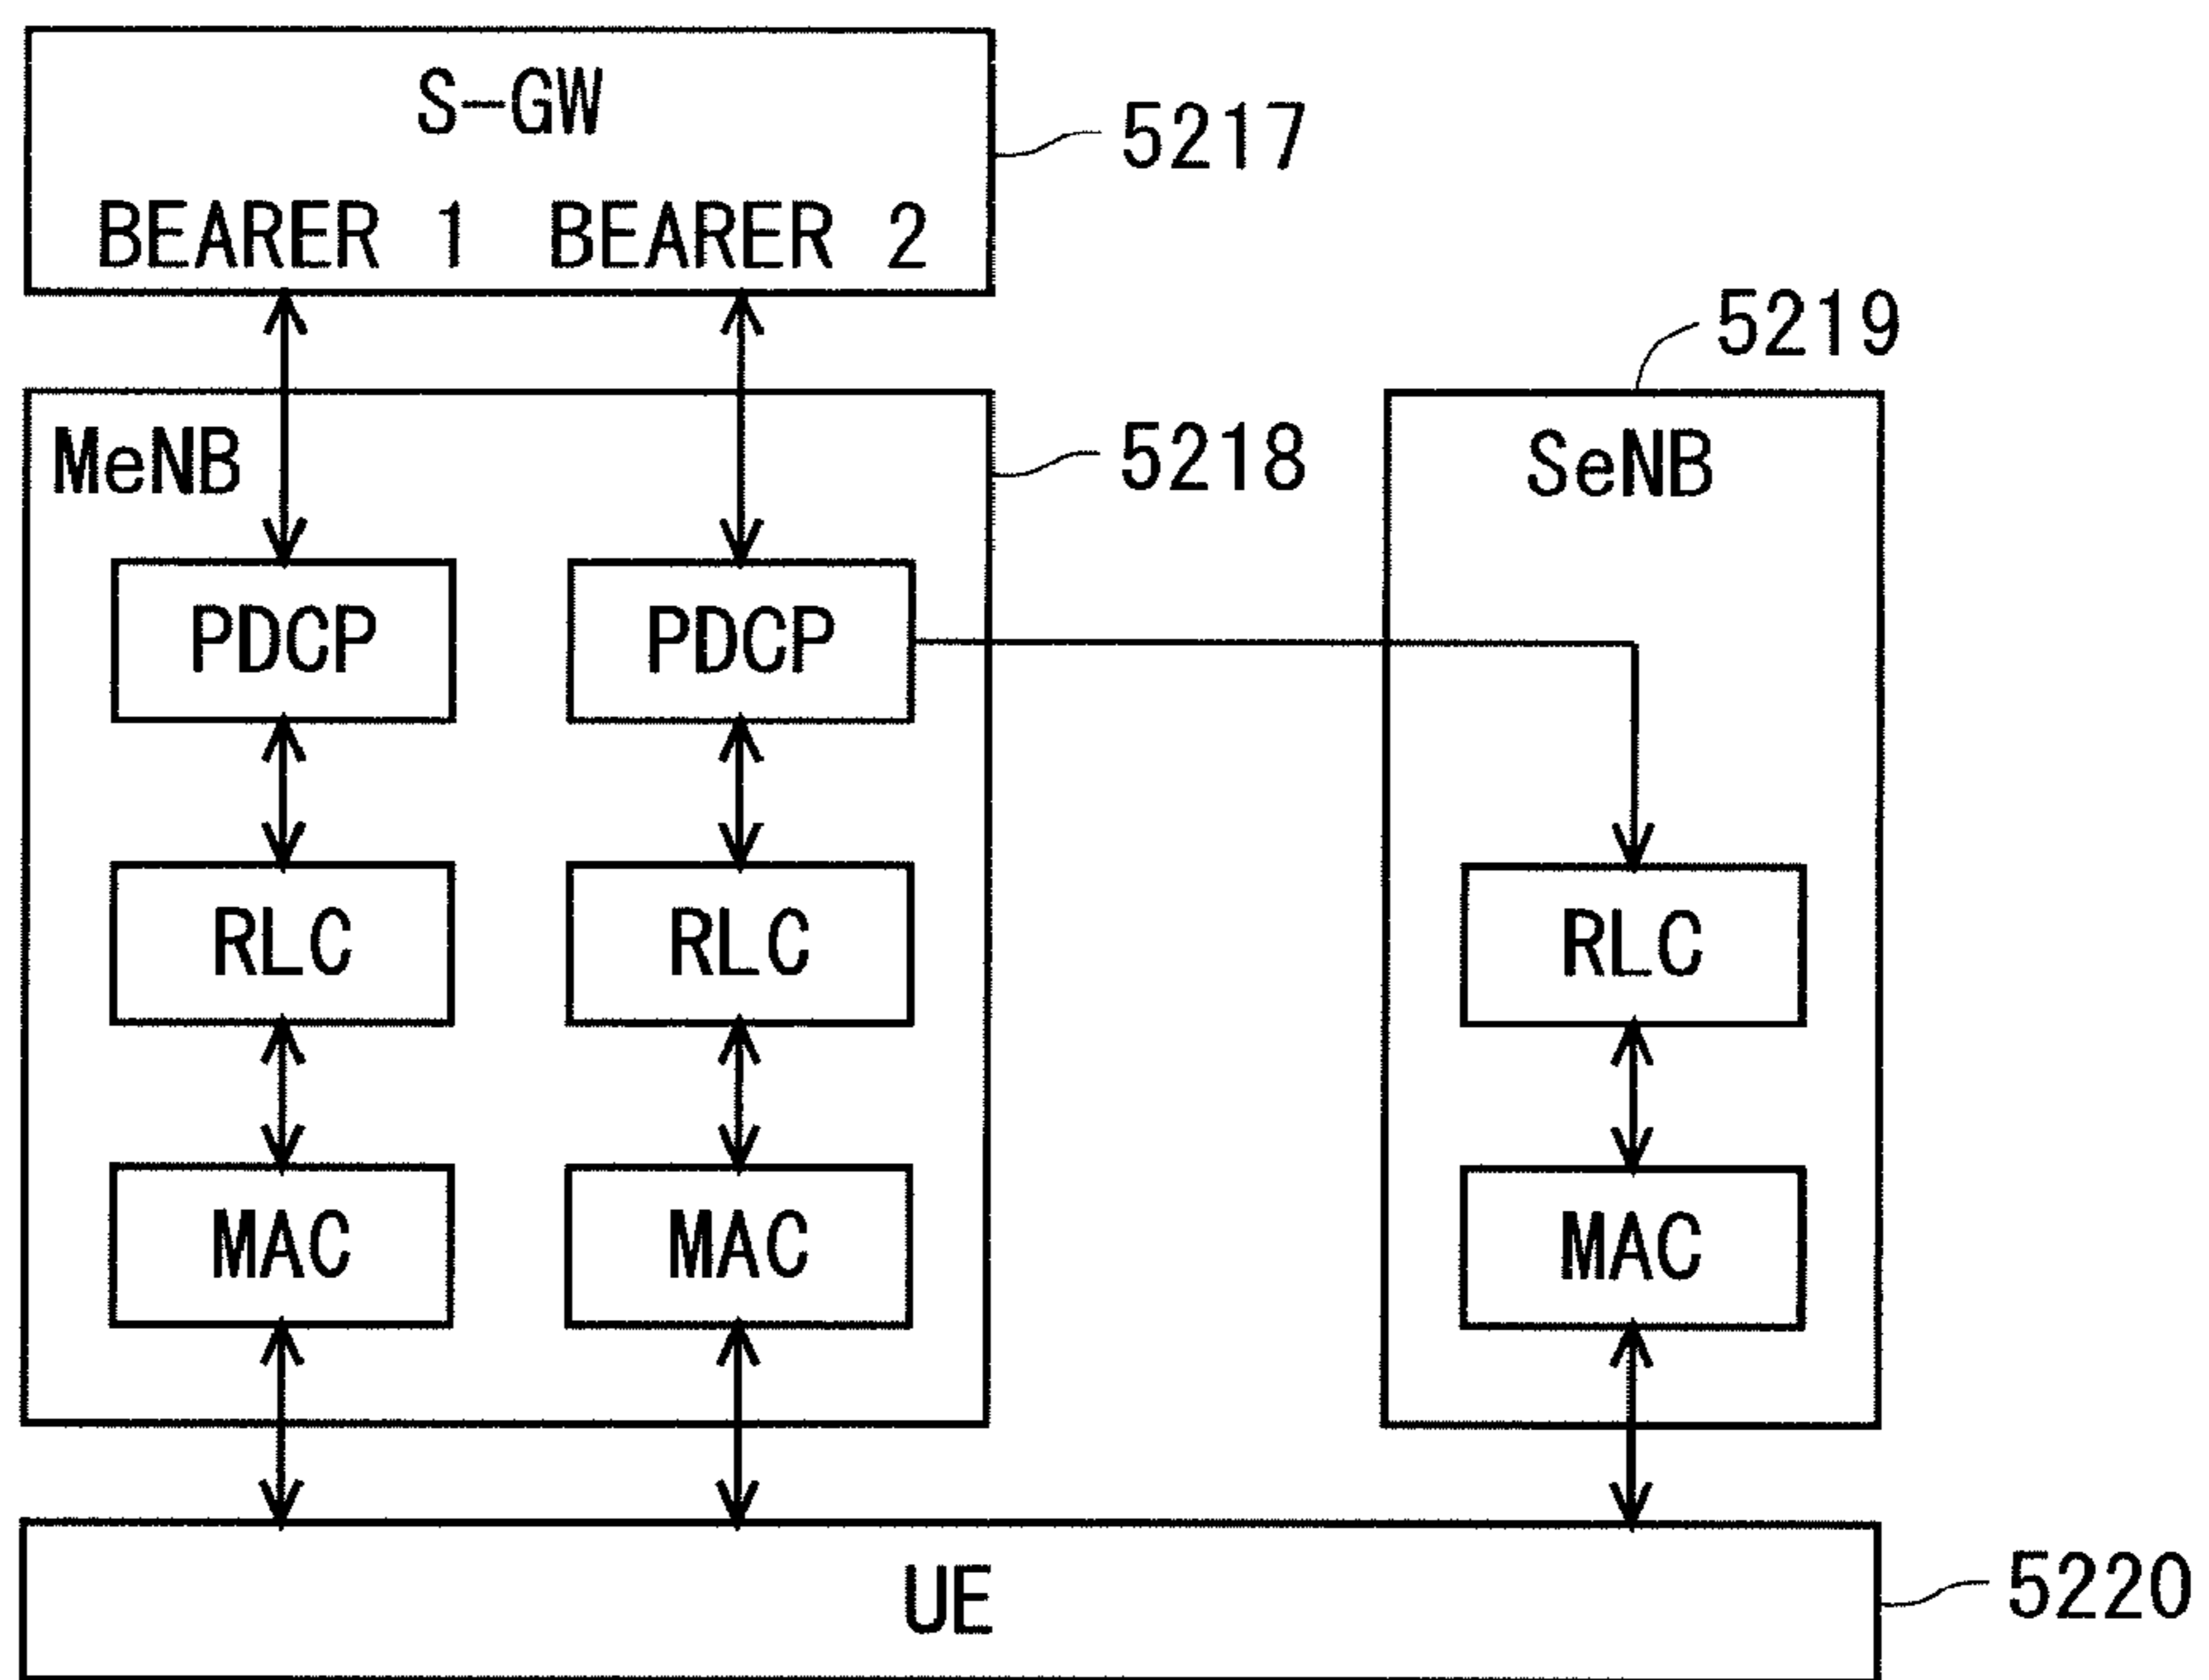 S-GW
5217
BEARER 1 BEARER 2
5219
MeNB
5218
SeNB
PDCP PDCP
RLC RLC RLC
MAC MAC MAC
UE
5220